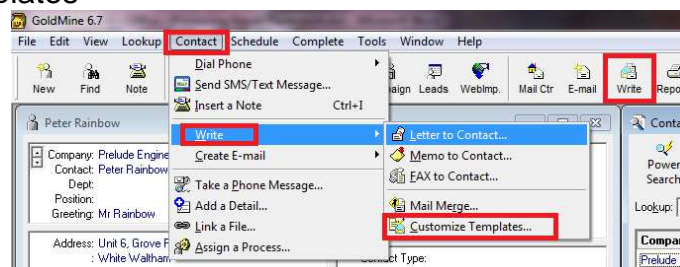 GoldMine 6.7
File Edit View Lookup Contact Schedule Complete Tools Window Help
New Find Note Leads WebImp. Mail Ctr E-mail Write
Dial Phone
Send SMS/Text Message...
Insert a Note Ctrl+I
Write
Create E-mail
Take a Phone Message...
Add a Detail...
Link a File...
Assign a Process...
Letter to Contact...
Memo to Contact...
FAX to Contact...
Mail Merge...
Customize Templates...
Peter Rainbow
Company: Prelude Engine
Contact: Peter Rainbow
Dept:
Position:
Greeting: Mr Rainbow
Address: Unit 6, Grove
: White Waltham
Type:
Power
Search
Lookup:
Prelude